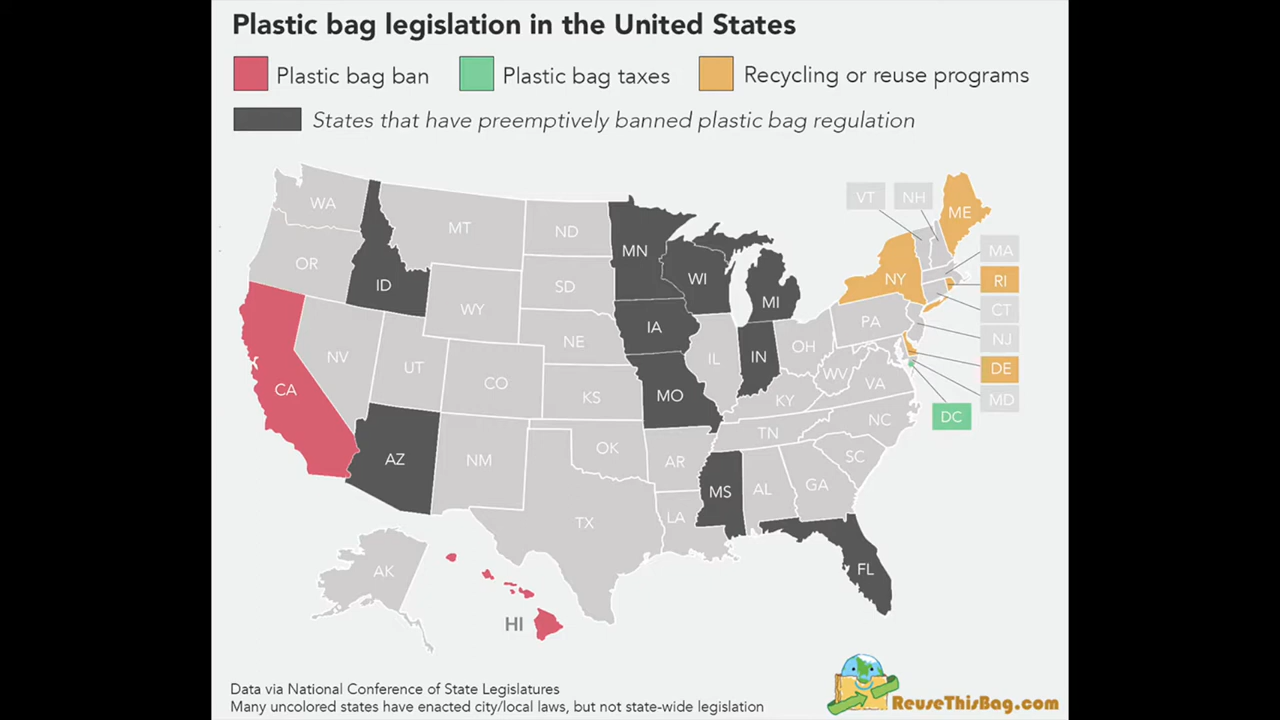 Plastic bag legislation in the United States
Plastic bag ban
Plastic bag taxes
Recycling or reuse programs
States that have preemptively banned plastic bag regulation
WA
MT
ND
MN
VT
NH
ME
OR
ID
SD
WI
MI
NY
MA
RI
WY
CT
NV
UT
CO
NE
IA
IL
IN
OH
PA
NJ
CA
KS
MO
KY
WV
VA
DE
MD
DC
AZ
NM
OK
AR
TN
NC
SC
TX
LA
MS
AL
GA
FL
AK
HI
Data via National Conference of State Legislatures
Many uncolored states have enacted city/local laws, but not state-wide legislation
ReuseThisBag.com